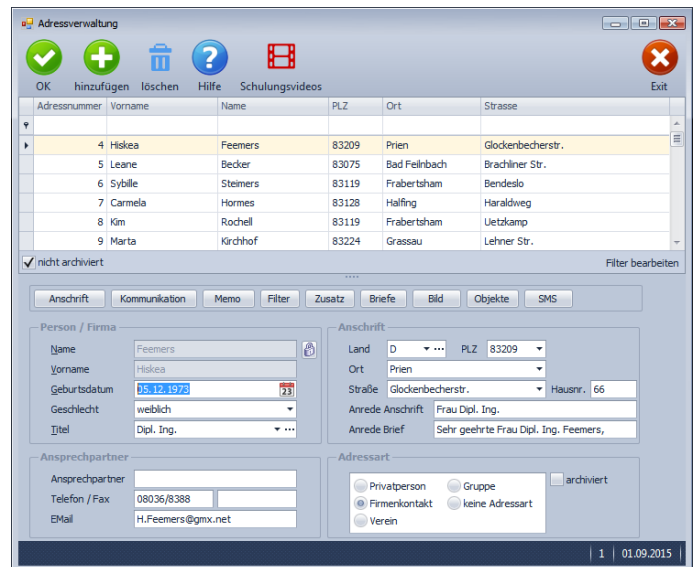 Adressverwaltung
OK hinzufügen löschen Hilfe Schulungsvideos Exit
Adressnummer Vorname Name PLZ Ort Strasse
4 Hiskea Feemers 83209 Prien Glockenbecherstr.
5 Leane Becker 83075 Bad Feilnbach Brachliner Str.
6 Sybille Steimers 83119 Frabertsham Bendeslo
7 Carmela Hormes 83128 Halfing Haraldweg
8 Kim Rochell 83119 Frabertsham Uetzkamp
9 Marta Kirchhof 83224 Grassau Lehner Str.
nicht archiviert Filter bearbeiten
Anschrift Kommunikation Memo Filter Zusatz Briefe Bild Objekte SMS
Person / Firma
Name Feemers
Vorname Hiskea
Geburtsdatum 05.12.1973 23
Geschlecht weiblich
Titel Dipl. Ing.
Anschrift
Land D PLZ 83209
Ort Prien
Straße Glockenbecherstr. Hausnr. 66
Anrede Anschrift Frau Dipl. Ing.
Anrede Brief Sehr geehrte Frau Dipl. Ing. Feemers,
Ansprechpartner
Ansprechpartner
Telefon / Fax 08036/8388
EMail H.Feemers@gmx.net
Adressart
Privatperson Gruppe archiviert
Firmenkontakt keine Adressart
Verein
1 01.09.2015